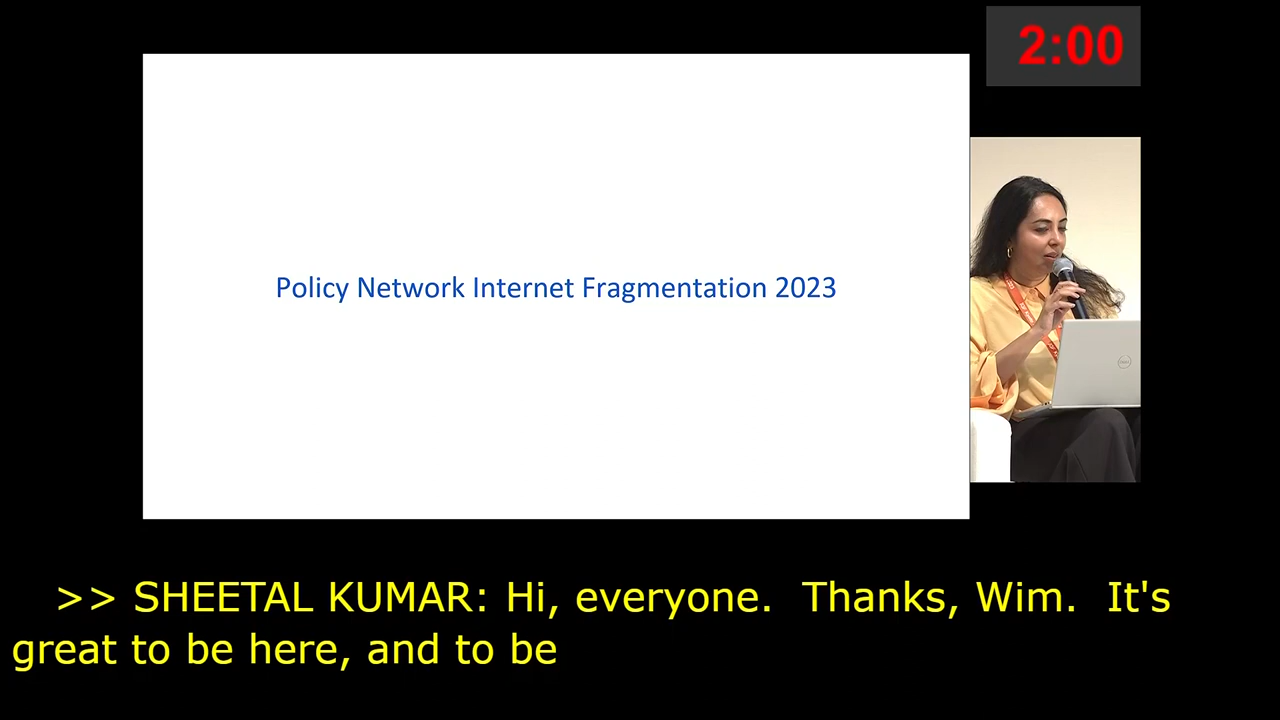 2:00
Policy Network Internet Fragmentation 2023
>> SHEETAL KUMAR: Hi, everyone. Thanks, Wim. It's
great to be here, and to be